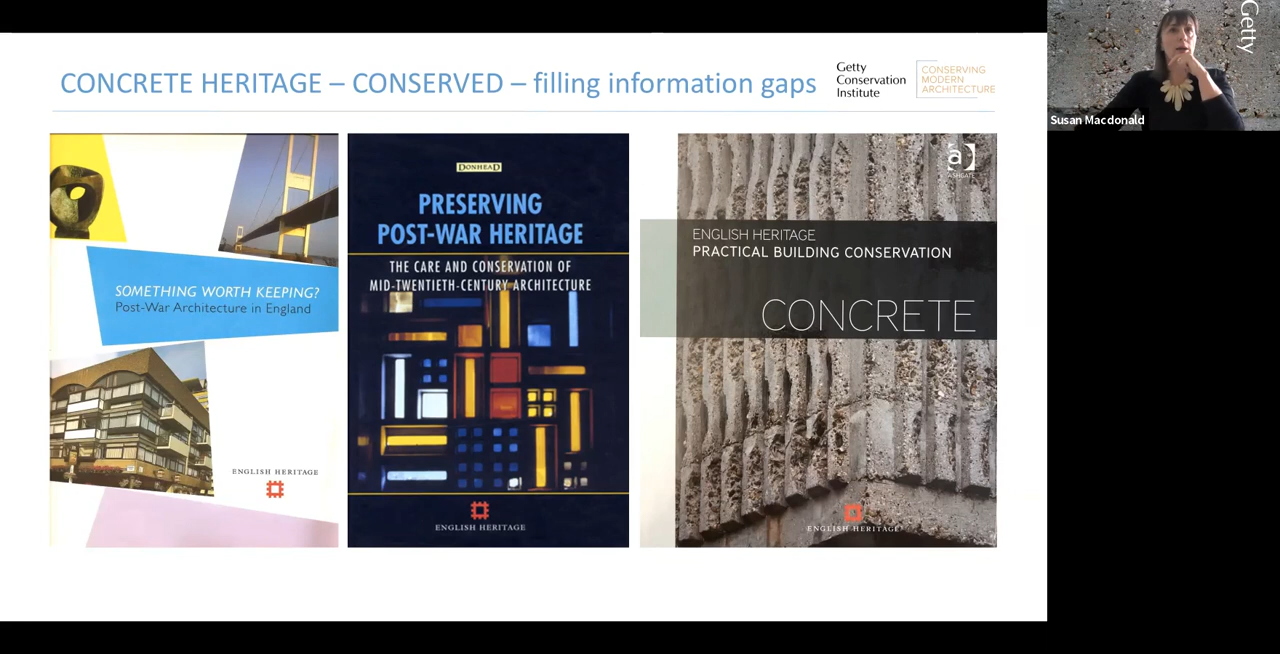 CONCRETE HERITAGE – CONSERVED – filling information gaps
Getty
Conservation
Institute
CONSERVING
MODERN
ARCHITECTURE
SOMETHING WORTH KEEPING?
Post-War Architecture in England
ENGLISH HERITAGE
DONHEAD
PRESERVING
POST-WAR HERITAGE
THE CARE AND CONSERVATION OF
MID-TWENTIETH-CENTURY ARCHITECTURE
ENGLISH HERITAGE
a
ASHGATE
ENGLISH HERITAGE
PRACTICAL BUILDING CONSERVATION
CONCRETE
ENGLISH HERITAGE
Getty
Susan Macdonald